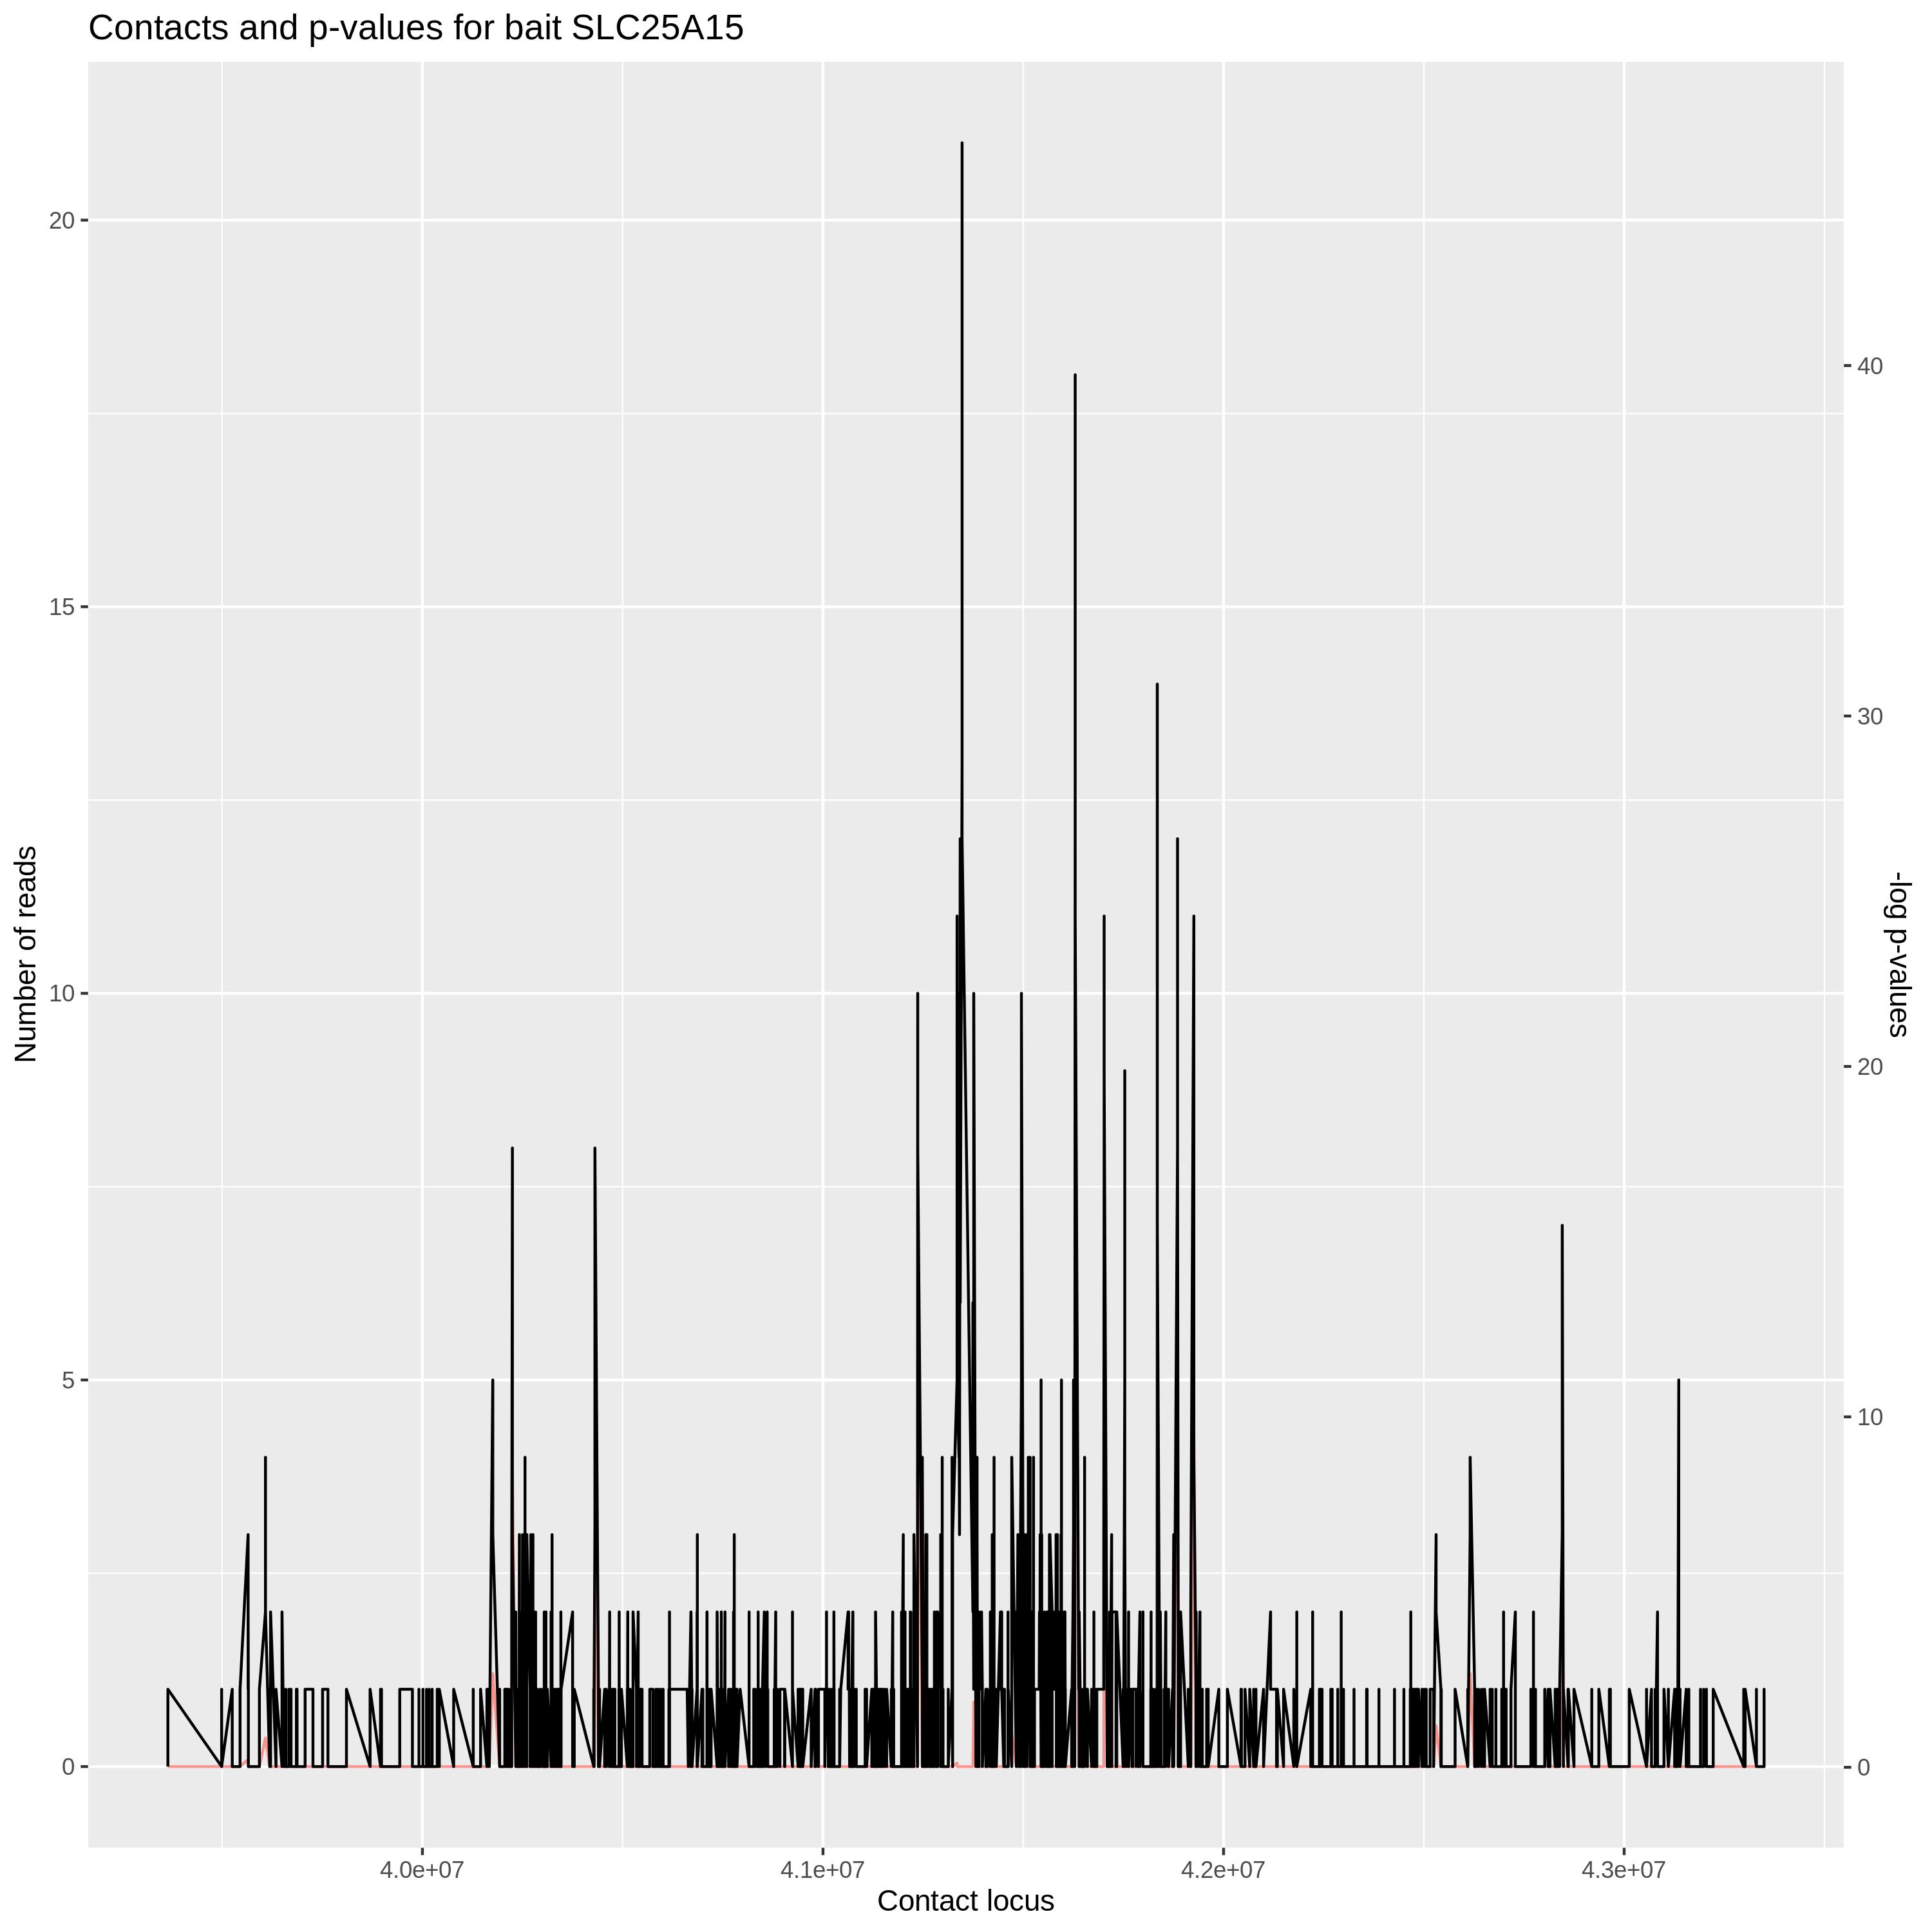 Contacts and p-values for bait SLC25A15
20
15
10
5
0
Number of reads
40
30
20
10
0
-log p-values
4.0e+07
4.1e+07
4.2e+07
4.3e+07
Contact locus